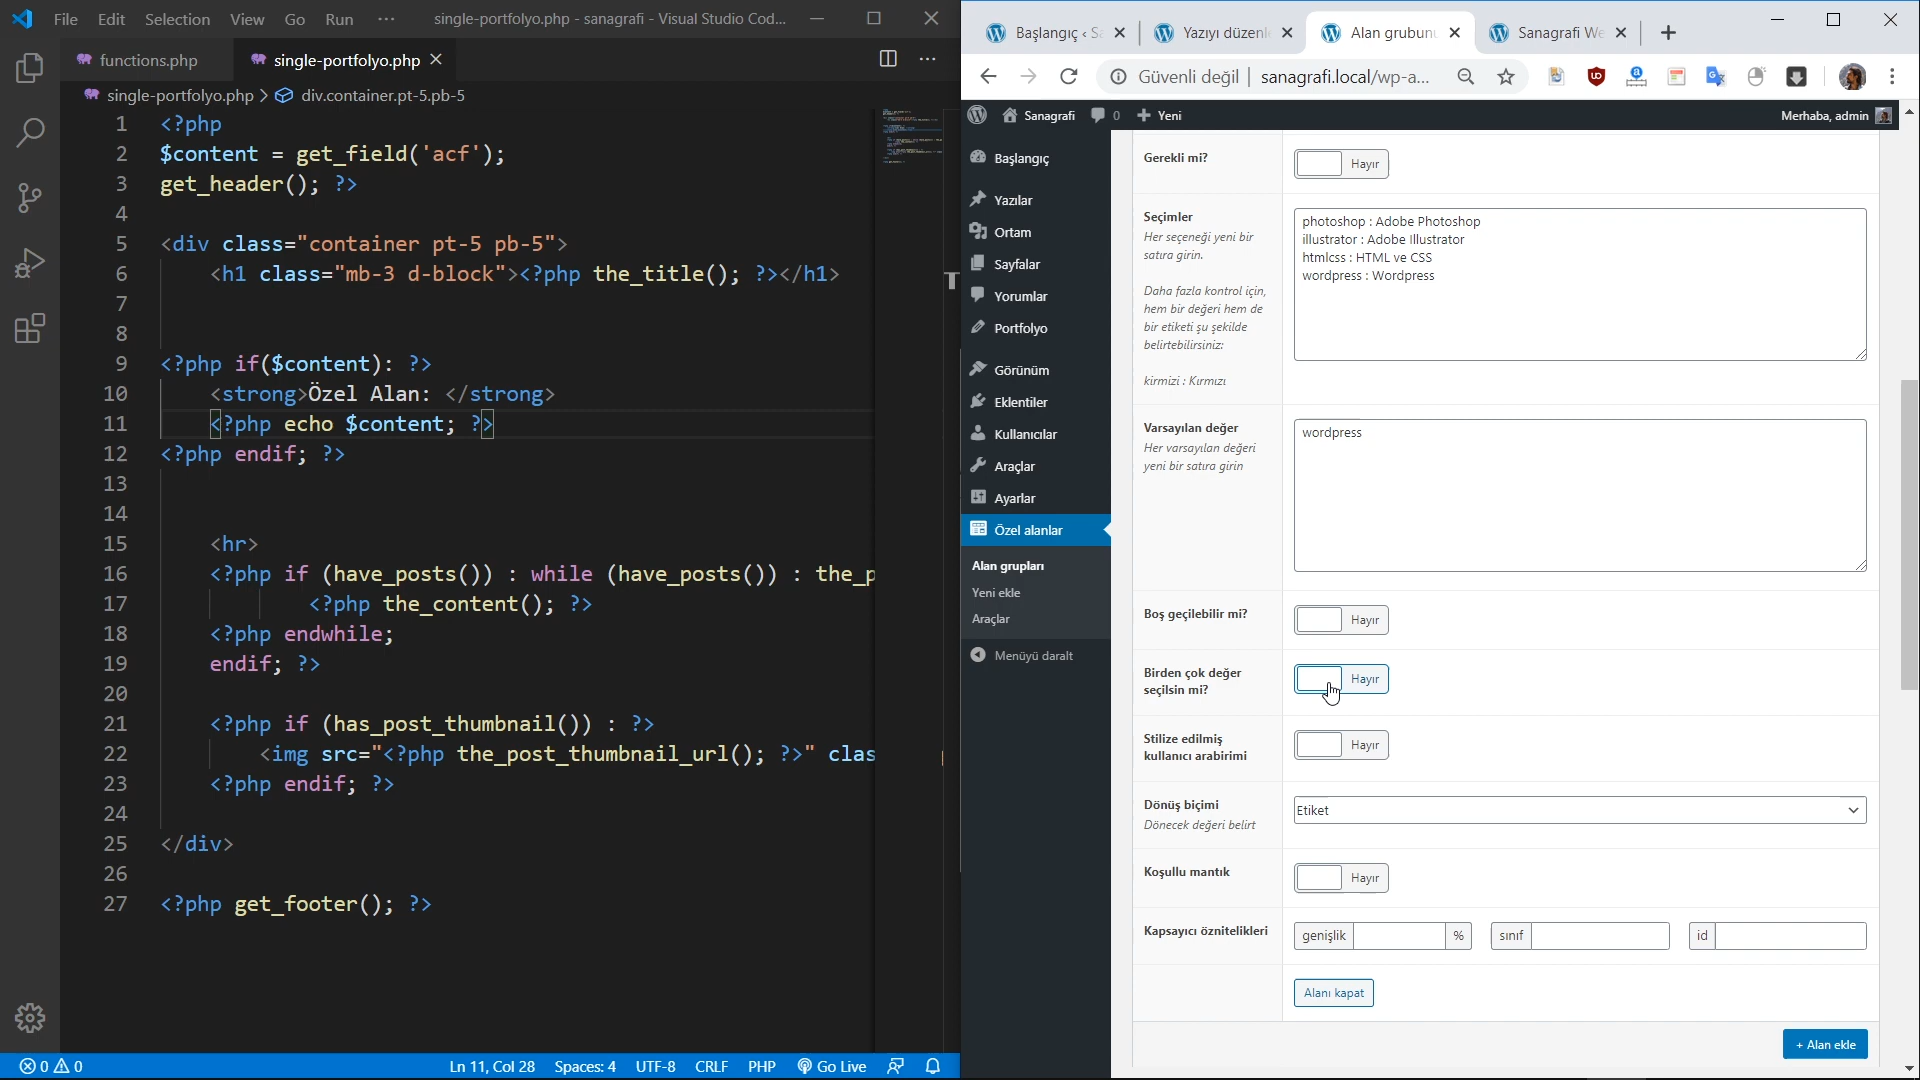 File Edit Selection View Go Run ··· single-portfolyo.php - sanagrafi - Visual Studio Cod...
functions.php single-portfolyo.php
single-portfolyo.php > div.container.pt-5.pb-5
1 <?php
2 $content = get_field('acf');
3 get_header(); ?>
4
5 <div class="container pt-5 pb-5">
6 <h1 class="mb-3 d-block"><?php the_title(); ?></h1>
7
8
9 <?php if($content): ?>
10 <strong>Özel Alan: </strong>
11 <?php echo $content; ?>
12 <?php endif; ?>
13
14
15 <hr>
16 <?php if (have_posts()) : while (have_posts()) : the_p
17 <?php the_content(); ?>
18 <?php endwhile;
19 endif; ?>
20
21 <?php if (has_post_thumbnail()) : ?>
22 <img src="<?php the_post_thumbnail_url(); ?>" clas
23 <?php endif; ?>
24
25 </div>
26
27 <?php get_footer(); ?>
0 0 Ln 11, Col 28 Spaces: 4 UTF-8 CRLF PHP Go Live
Başlangıç ‹ Sa Yazıyı düzenle Alan grubunu Sanagrafi We
Güvenli değil | sanagrafi.local/wp-a...
Sanagrafi 0 Yeni Merhaba, admin
Başlangıç
Yazılar
Ortam
Sayfalar
Yorumlar
Portfolyo
Görünüm
Eklentiler
Kullanıcılar
Araçlar
Ayarlar
Özel alanlar
Alan grupları
Yeni ekle
Araçlar
Menüyü daralt
Gerekli mi? Hayır
Seçimler
Her seçeneği yeni bir
satıra girin.
Daha fazla kontrol için,
hem bir değeri hem de
bir etiketi şu şekilde
belirtebilirsiniz:
kirmizi : Kırmızı
photoshop : Adobe Photoshop
illustrator : Adobe Illustrator
htmlcss : HTML ve CSS
wordpress : Wordpress
Varsayılan değer
Her varsayılan değeri
yeni bir satıra girin
wordpress
Boş geçilebilir mi? Hayır
Birden çok değer
seçilsin mi?
Hayır
Stilize edilmiş
kullanıcı arabirimi
Hayır
Dönüş biçimi
Dönecek değeri belirt
Etiket
Koşullu mantık Hayır
Kapsayıcı öznitelikleri genişlik % sınıf id
Alanı kapat
+ Alan ekle